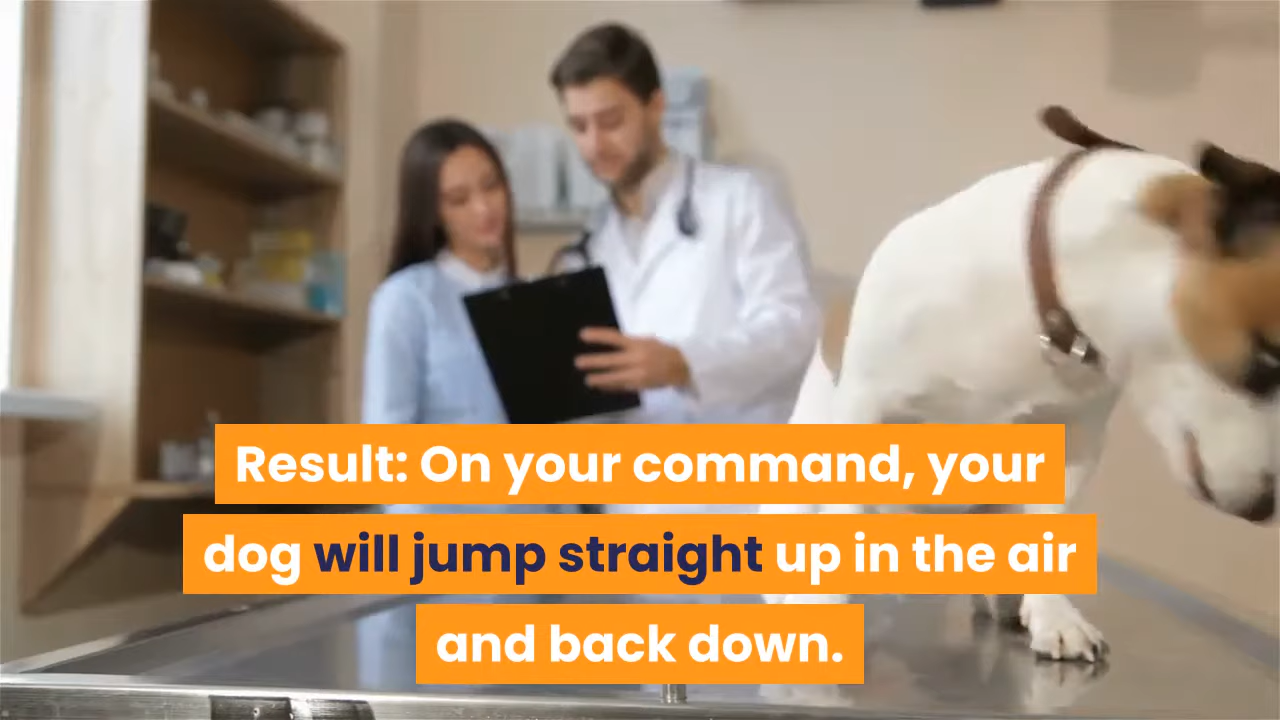 Result: On your command, your
dog will jump straight up in the air
and back down.